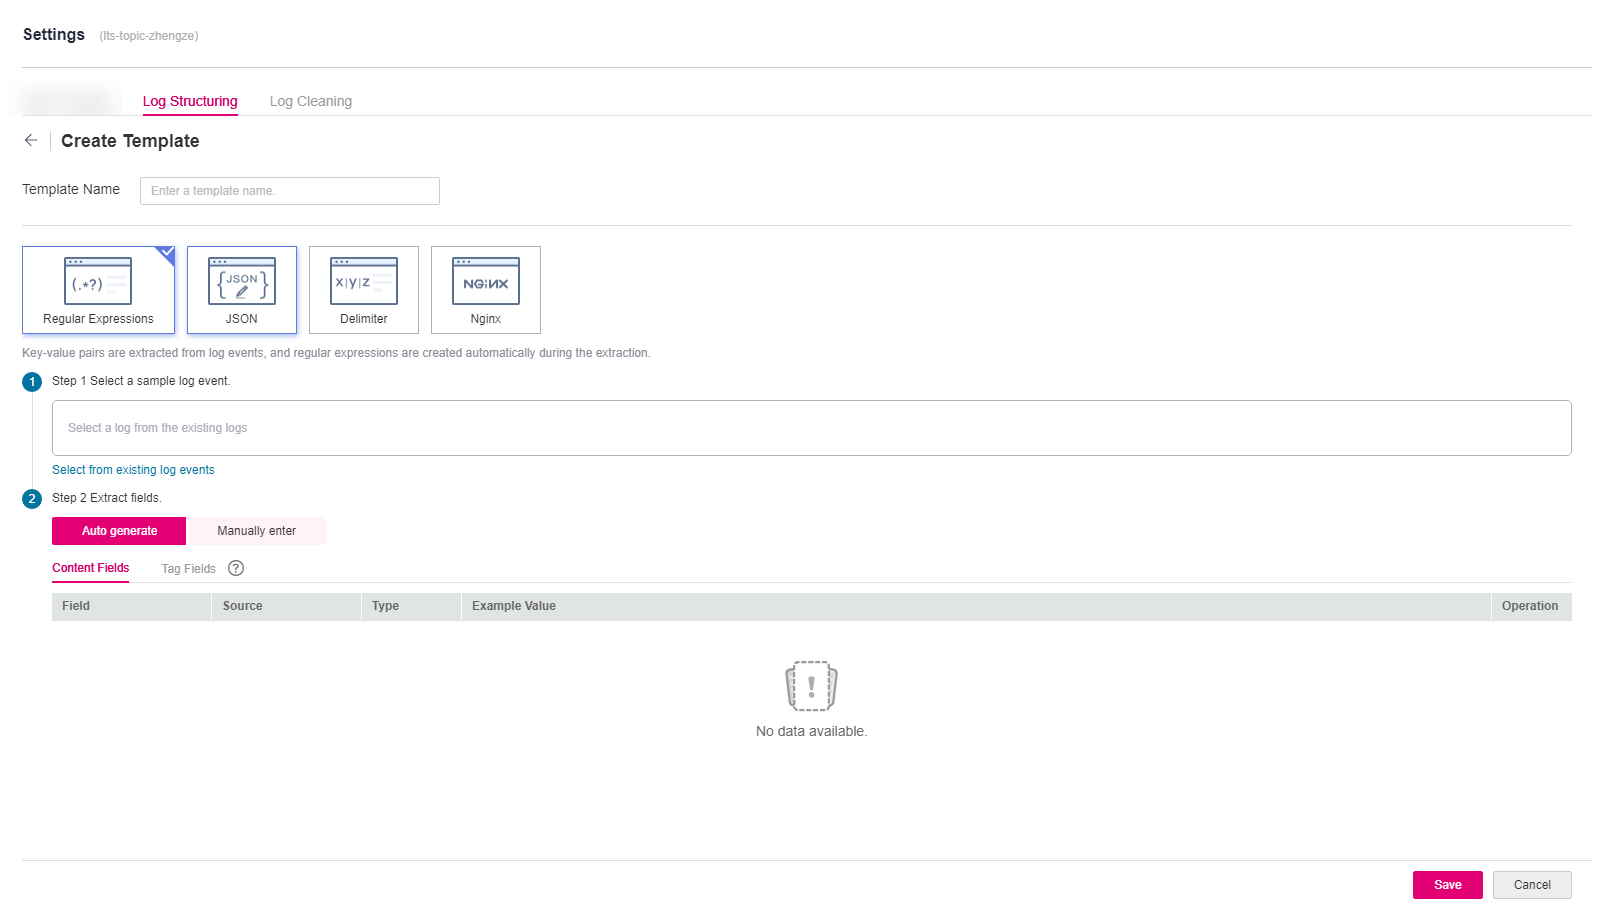 Settings (lts-topic-zhengze)
Log Structuring Log Cleaning
Create Template
Template Name Enter a template name.
(.*?) JSON X|y|Z NGiNX
Regular Expressions JSON Delimiter Nginx
Key-value pairs are extracted from log events, and regular expressions are created automatically during the extraction.
1 Step 1 Select a sample log event.
Select a log from the existing logs
Select from existing log events
2 Step 2 Extract fields.
Auto generate Manually enter
Content Fields Tag Fields ?
Field Source Type Example Value Operation
No data available.
Save Cancel